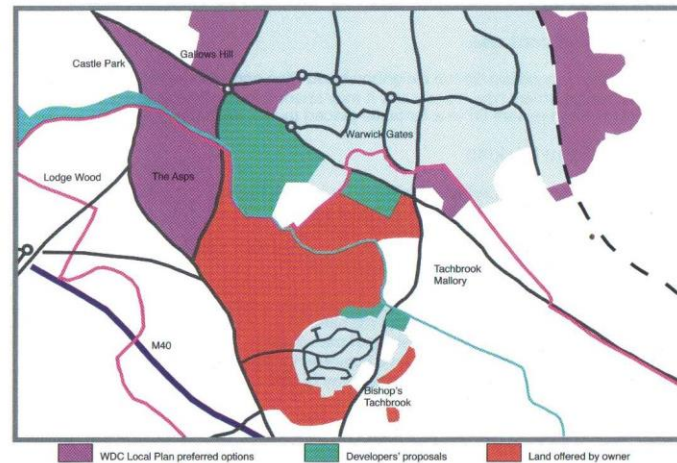 Gallows Hill
Castle Park
Warwick Gates
Lodge Wood
The Asps
Tachbrook
Mallory
M40
Bishop's
Tachbrook
WDC Local Plan preferred options
Developers' proposals
Land offered by owner